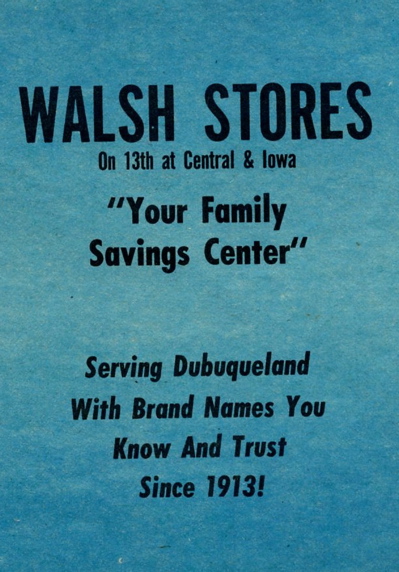 WALSH STORES
On 13th at Central & Iowa
"Your Family
Savings Center"
Serving Dubuqueland
With Brand Names You
Know And Trust
Since 1913!